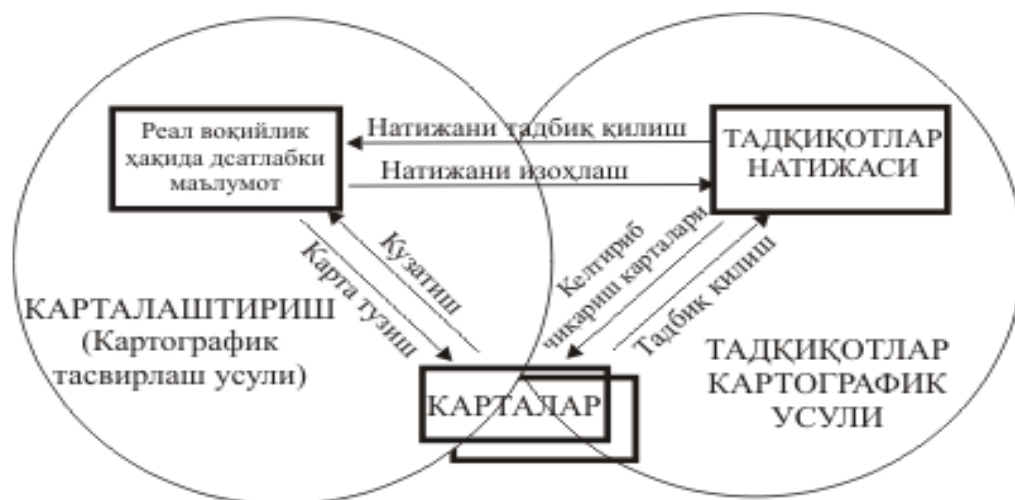 Реал воқийлик
ҳақида дсатлабки
маълумот
Натижани тадбиқ қилиш
Натижани изоҳлаш
ТАДҚИҚОТЛАР
НАТИЖАСИ
Карта тузиш
Кузатиш
Келтириб
чиқариш карталари
Тадбиқ қилиш
КАРТАЛАШТИРИШ
(Картографик
тасвирлаш усули)
КАРТАЛАР
ТАДҚИҚОТЛАР
КАРТОГРАФИК
УСУЛИ